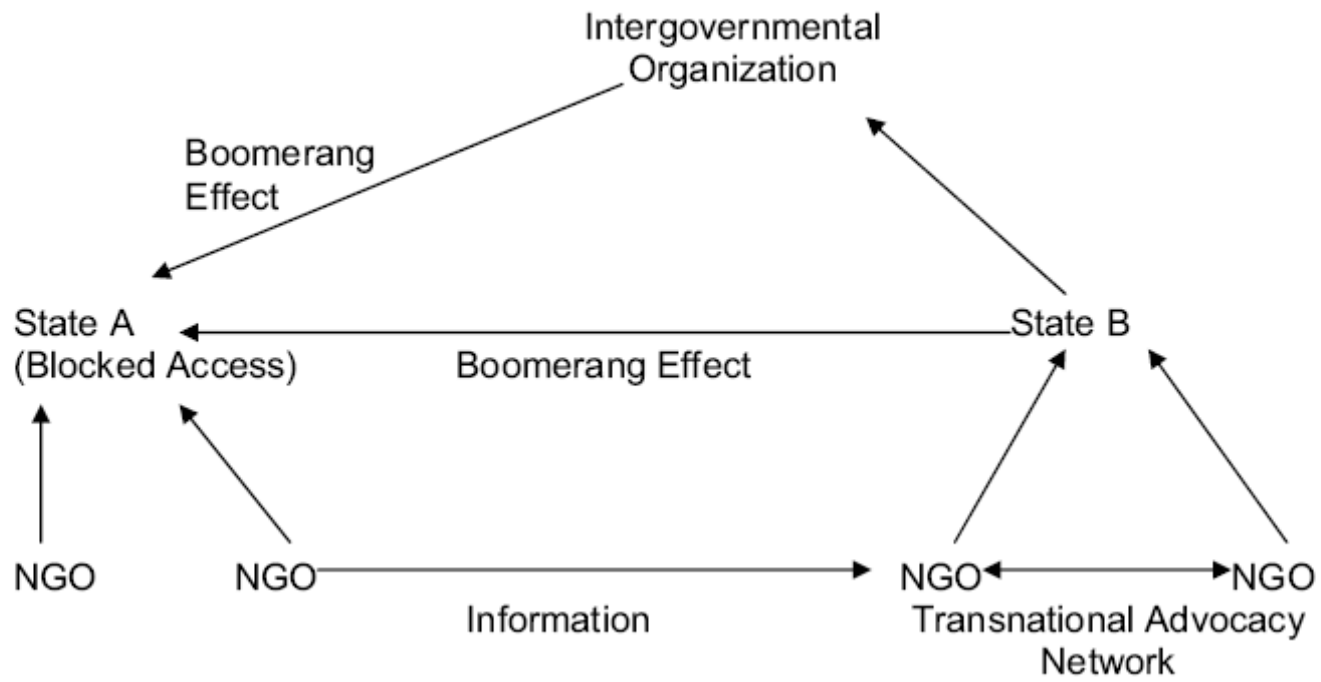 Intergovernmental
Organization
Boomerang
Effect
State A
(Blocked Access)
State B
Boomerang Effect
NGO
NGO
NGO
NGO
Information
Transnational Advocacy
Network